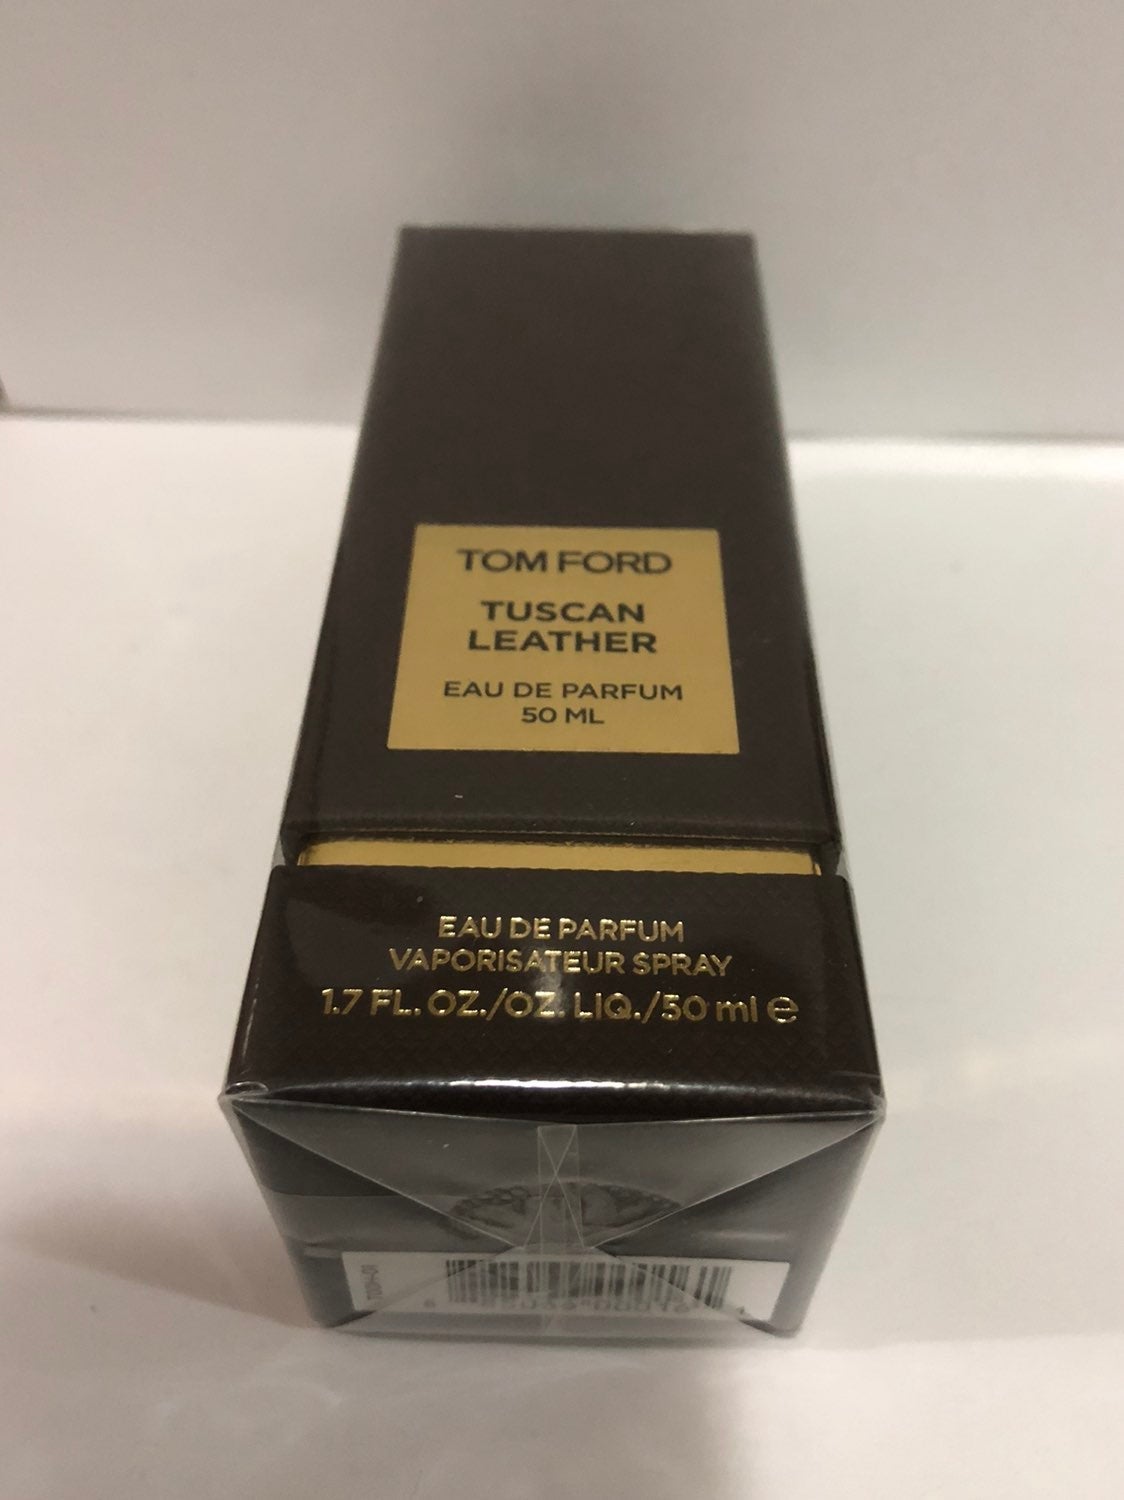 TOM FORD
TUSCAN
LEATHER
EAU DE PARFUM
50 ML
EAU DE PARFUM
VAPORISATEUR SPRAY
1.7 FL. OZ./OZ. LIQ./50 ml ℮